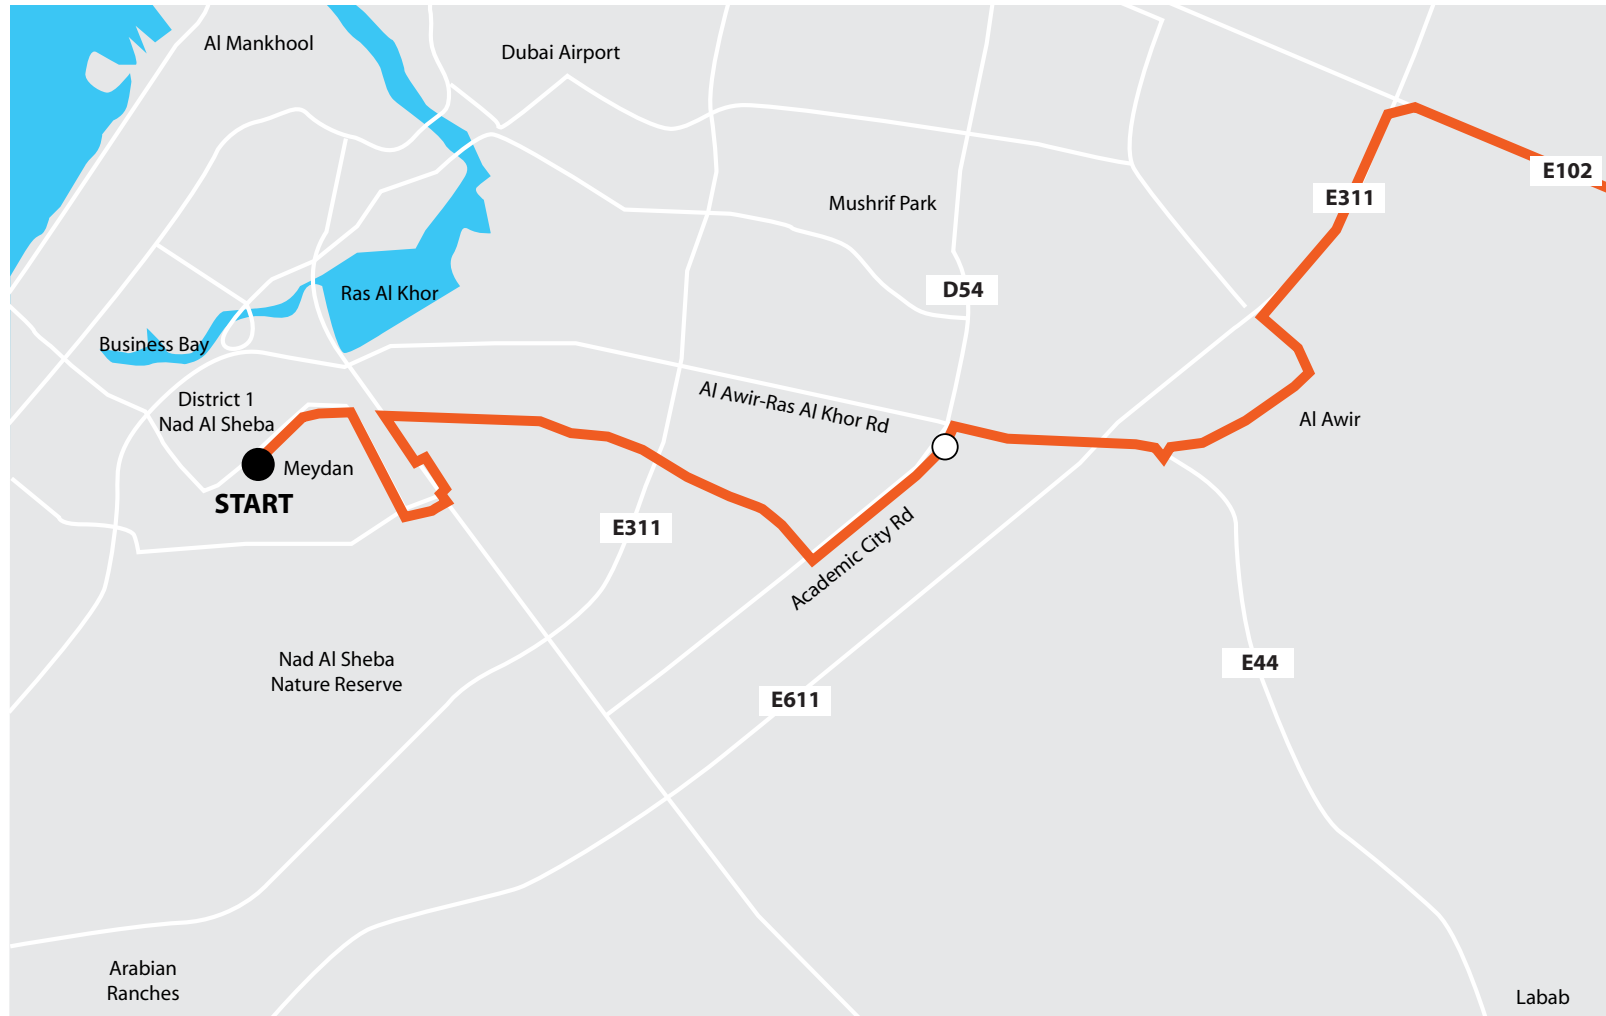 Al Mankhool
Dubai Airport
E102
E311
Mushrif Park
D54
Ras Al Khor
Business Bay
District 1
Nad Al Sheba
Al Awir-Ras Al Khor Rd
Al Awir
Meydan
START
E311
Academic City Rd
Nad Al Sheba
Nature Reserve
E44
E611
Arabian
Ranches
Labab